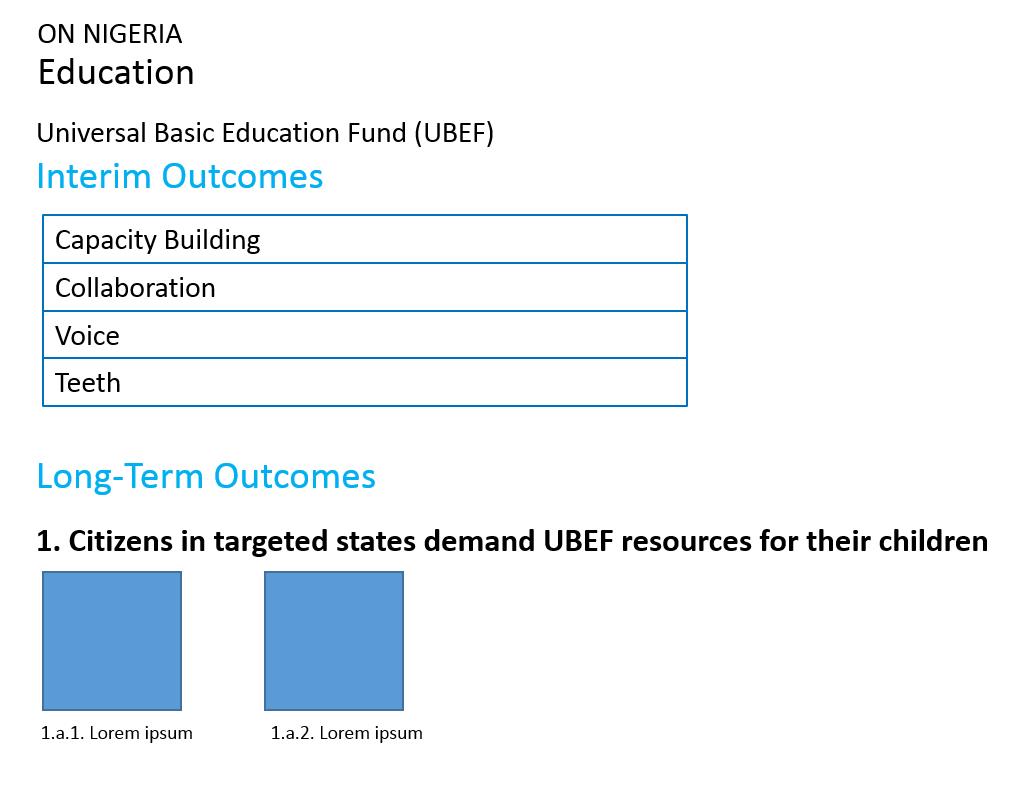 ON NIGERIA
Education
Universal Basic Education Fund (UBEF)
Interim Outcomes
Capacity Building
Collaboration
Voice
Teeth
Long-Term Outcomes
1. Citizens in targeted states demand UBEF resources for their children
1.a.1. Lorem ipsum
1.a.2. Lorem ipsum